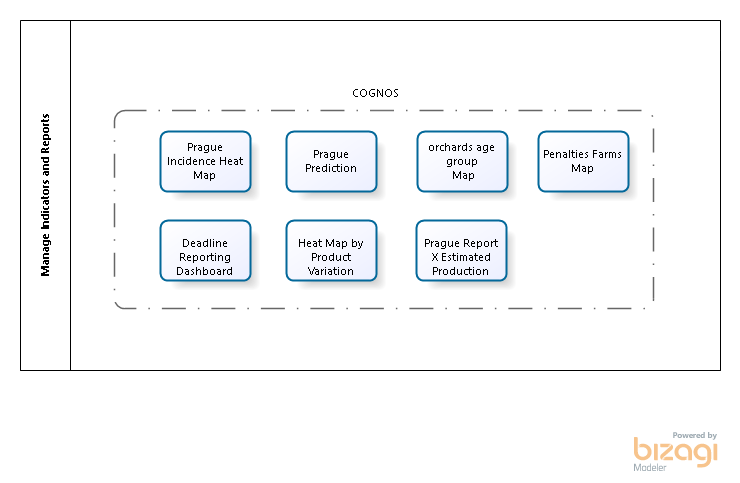 Manage Indicators and Reports
COGNOS
Prague
Incidence Heat
Map
Prague
Prediction
orchards age
group
Map
Penalties Farms
Map
Deadline
Reporting
Dashboard
Heat Map by
Product
Variation
Prague Report
X Estimated
Production
Powered by
bizagi
Modeler